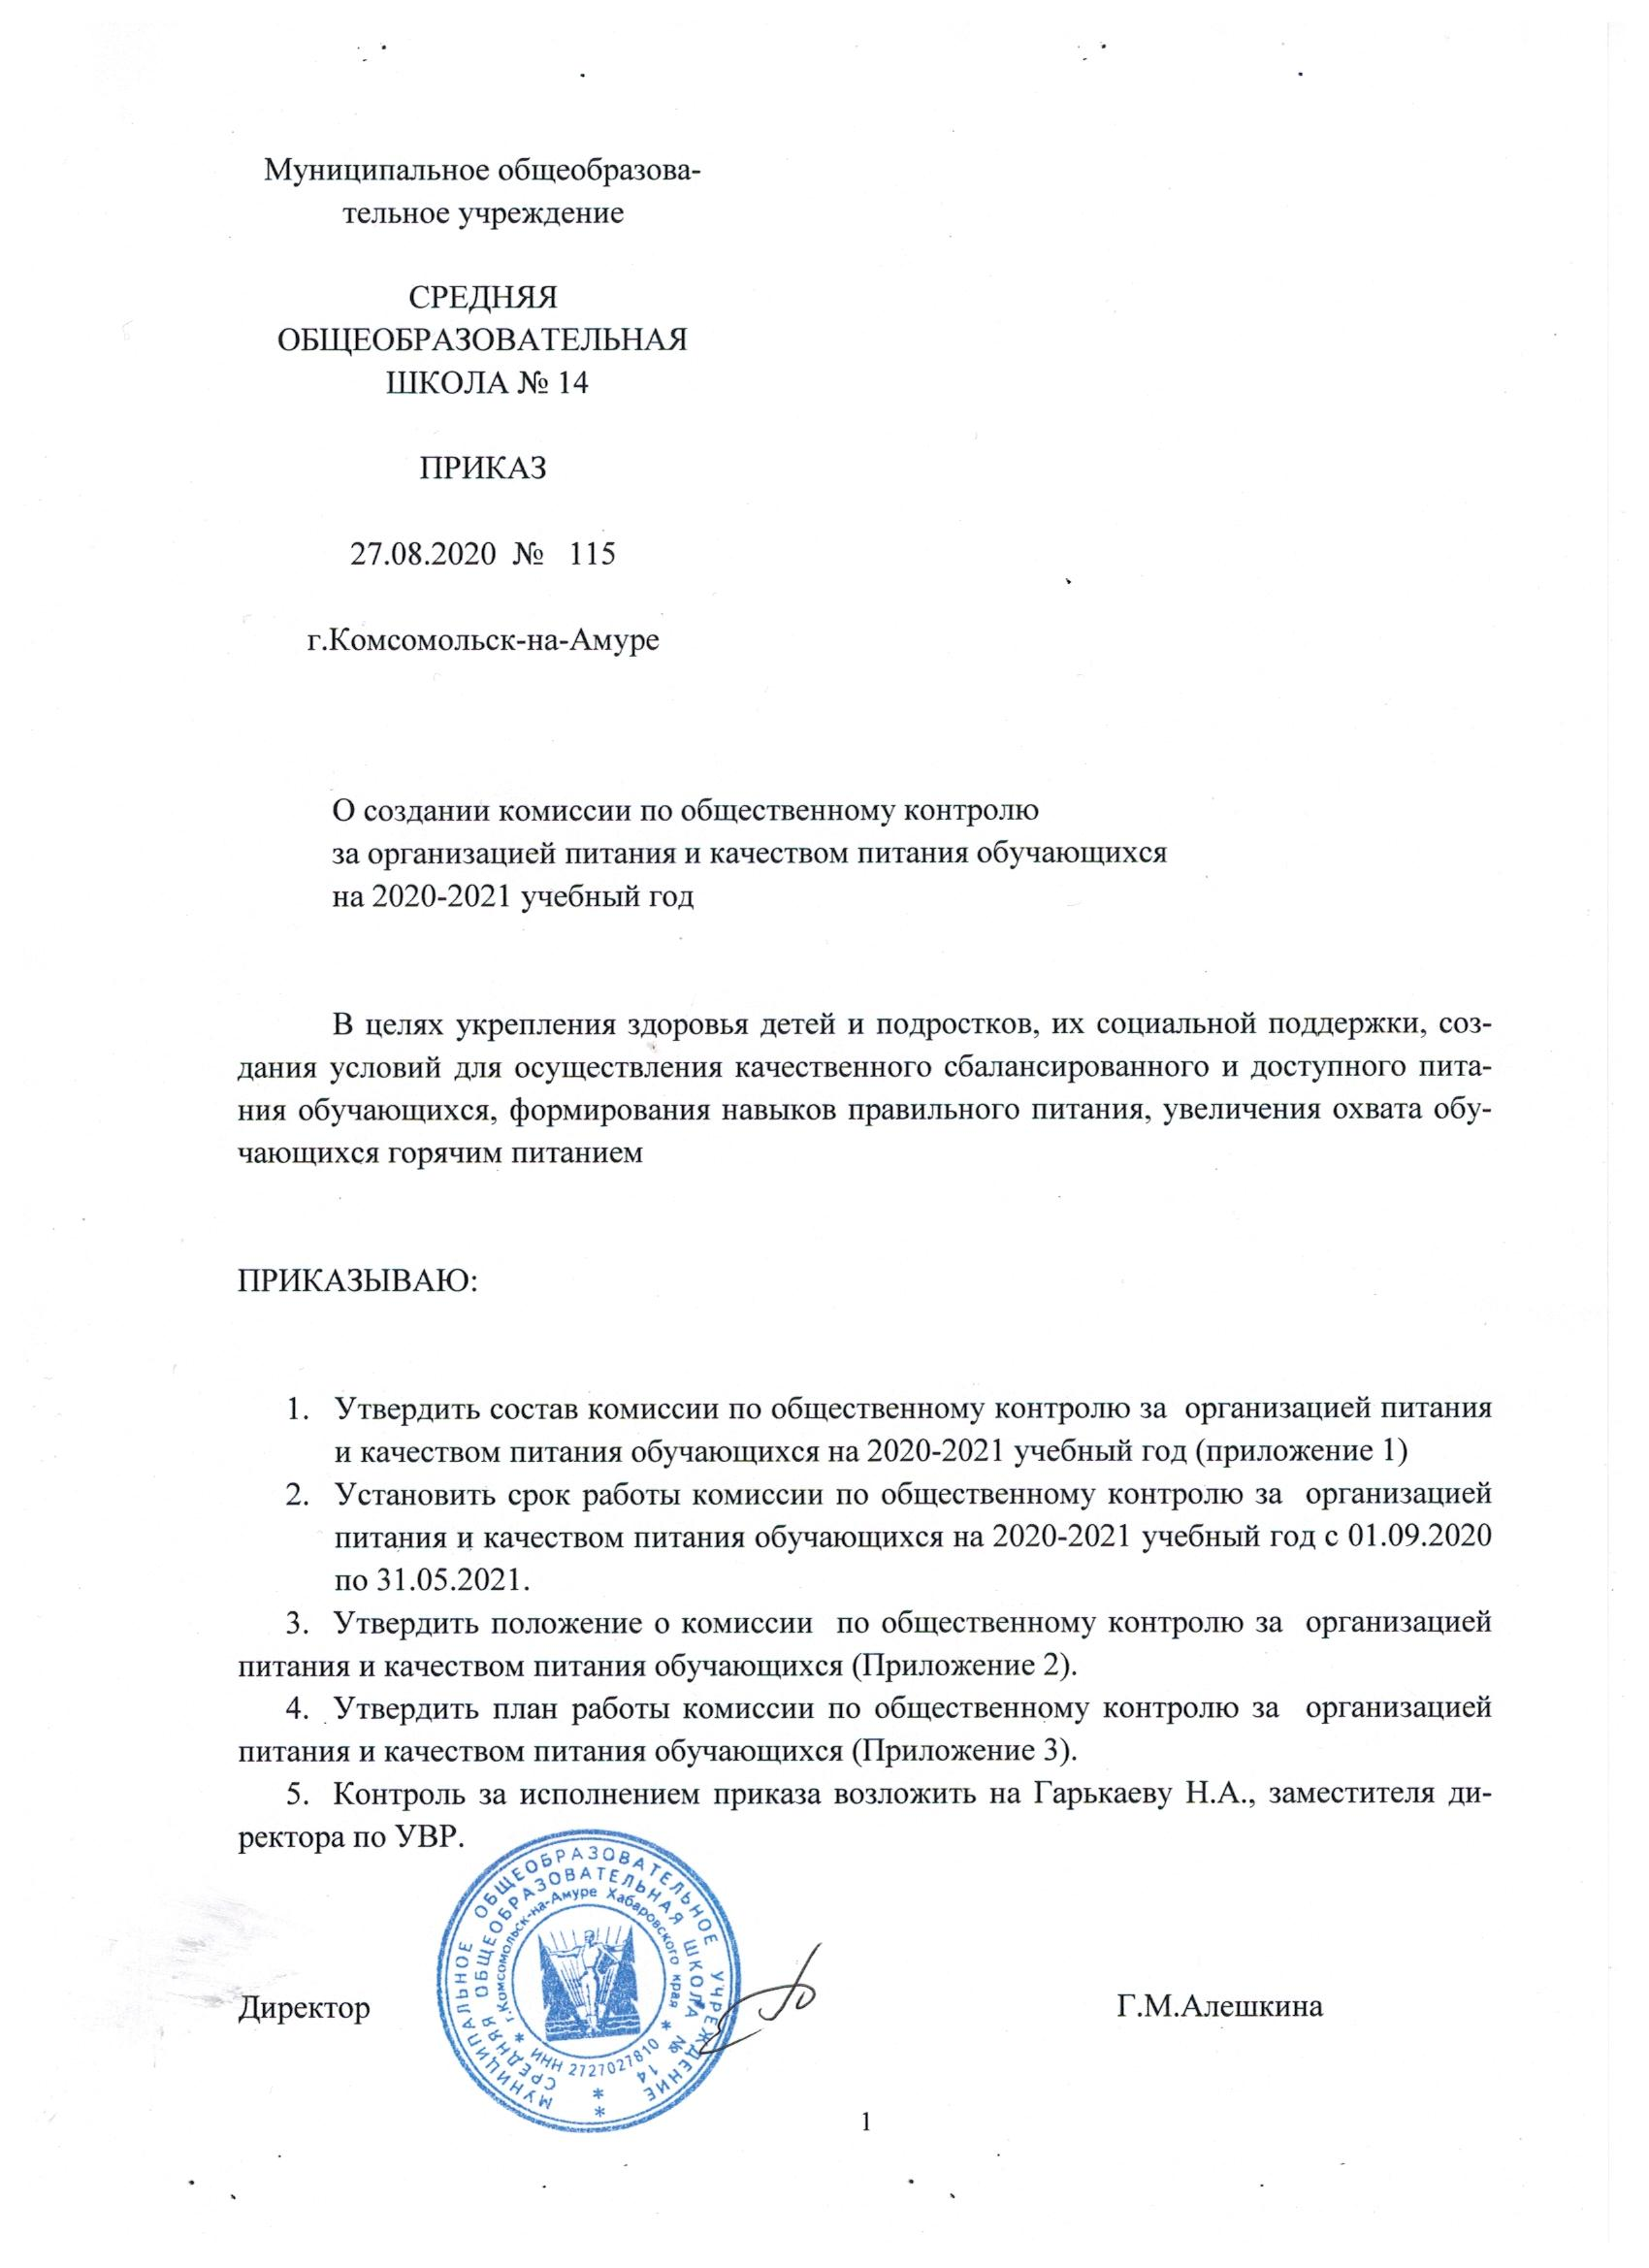 Муниципальное общеобразова-
тельное учреждение
СРЕДНЯЯ
ОБЩЕОБРАЗОВАТЕЛЬНАЯ
ШКОЛА № 14
ПРИКАЗ
27.08.2020 № 115
г.Комсомольск-на-Амуре
О создании комиссии по общественному контролю
за организацией питания и качеством питания обучающихся
на 2020-2021 учебный год
В целях укрепления здоровья детей и подростков, их социальной поддержки, соз-
дания условий для осуществления качественного сбалансированного и доступного пита-
ния обучающихся, формирования навыков правильного питания, увеличения охвата обу-
чающихся горячим питанием
ПРИКАЗЫВАЮ:
1. Утвердить состав комиссии по общественному контролю за организацией питания
и качеством питания обучающихся на 2020-2021 учебный год (приложение 1)
2. Установить срок работы комиссии по общественному контролю за организацией
питания и качеством питания обучающихся на 2020-2021 учебный год с 01.09.2020
по 31.05.2021.
3. Утвердить положение о комиссии по общественному контролю за организацией
питания и качеством питания обучающихся (Приложение 2).
4. Утвердить план работы комиссии по общественному контролю за организацией
питания и качеством питания обучающихся (Приложение 3).
5. Контроль за исполнением приказа возложить на Гарькаеву Н.А., заместителя ди-
ректора по УВР.
МУНИЦИПАЛЬНОЕ ОБЩЕОБРАЗОВАТЕЛЬНОЕ УЧРЕЖДЕНИЕ *
СРЕДНЯЯ ОБЩЕОБРАЗОВАТЕЛЬНАЯ ШКОЛА № 14 *
* г.Комсомольск-на-Амуре Хабаровского края *
ИНН 2727027810
Директор Г.М.Алешкина
1